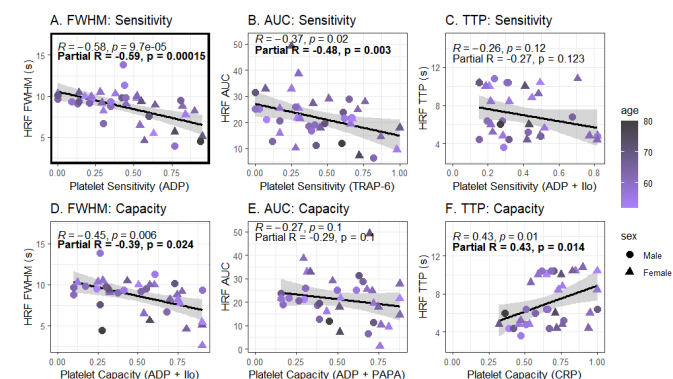 A. FWHM: Sensitivity
R = −0.58, p = 9.7e-05
Partial R = -0.59, p = 0.00015
HRF FWHM (s)
15
10
5
0.00 0.25 0.50 0.75
Platelet Sensitivity (ADP)
B. AUC: Sensitivity
R = −0.37, p = 0.02
Partial R = -0.48, p = 0.003
HRF AUC
50
40
30
20
10
0.00 0.25 0.50 0.75 1.00
Platelet Sensitivity (TRAP-6)
C. TTP: Sensitivity
R = −0.26, p = 0.12
Partial R = -0.27, p = 0.123
HRF TTP (s)
12
8
4
0.0 0.2 0.4 0.6 0.8
Platelet Sensitivity (ADP + Ilo)
D. FWHM: Capacity
R = −0.45, p = 0.006
Partial R = -0.39, p = 0.024
HRF FWHM (s)
15
10
5
0.00 0.25 0.50 0.75
Platelet Capacity (ADP + Ilo)
E. AUC: Capacity
R = −0.27, p = 0.1
Partial R = -0.29, p = 0.1
HRF AUC
50
40
30
20
10
0
0.00 0.25 0.50 0.75
Platelet Capacity (ADP + PAPA)
F. TTP: Capacity
R = 0.43, p = 0.01
Partial R = 0.43, p = 0.014
HRF TTP (s)
12
8
4
0.00 0.25 0.50 0.75 1.00
Platelet Capacity (CRP)
age
80
70
60
sex
Male
Female